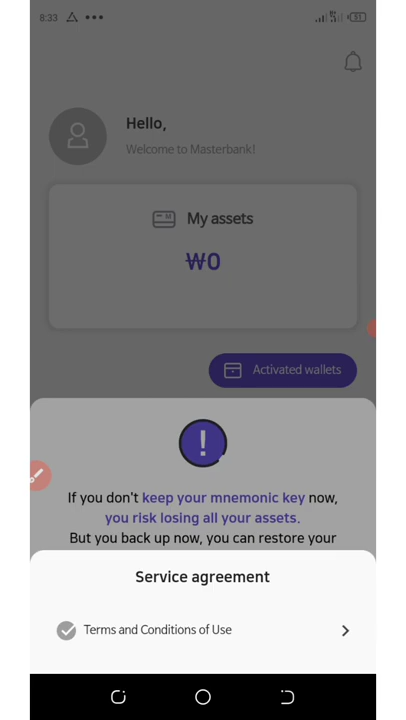 8:33
51
Hello,
Welcome to Masterbank!
My assets
₩0
Activated wallets
If you don't keep your mnemonic key now,
you risk losing all your assets.
But you back up now, you can restore your
Service agreement
Terms and Conditions of Use